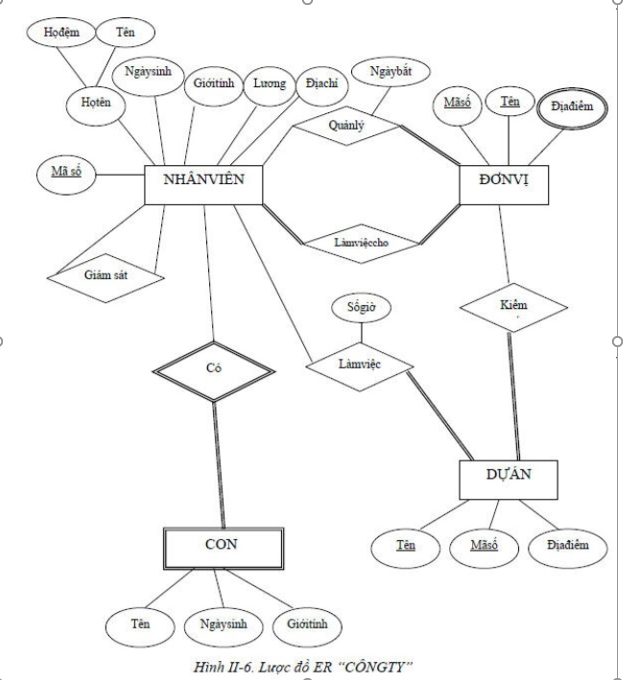 Họđệm
Tên
Ngàysinh
Giớitính
Lương
Địachỉ
Ngàybắt
Họtên
Mãsố
Tên
Địađiểm
Quảnlý
Mã số
NHÂNVIÊN
ĐƠNVỊ
Làmviệccho
Giám sát
Sốgiờ
Kiểm
Có
Làmviệc
DỰÁN
CON
Tên
Mãsố
Địađiểm
Tên
Ngàysinh
Giớitính
Hình II-6. Lược đồ ER “CÔNGTY”